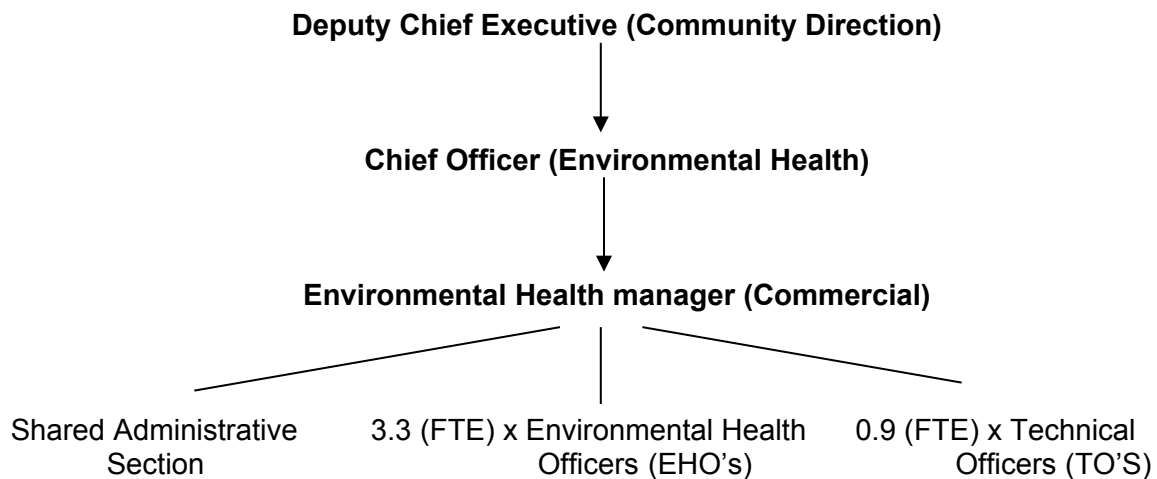 Deputy Chief Executive (Community Direction)
Chief Officer (Environmental Health)
Environmental Health manager (Commercial)
Shared Administrative
Section
3.3 (FTE) x Environmental Health
Officers (EHO’s)
0.9 (FTE) x Technical
Officers (TO’S)